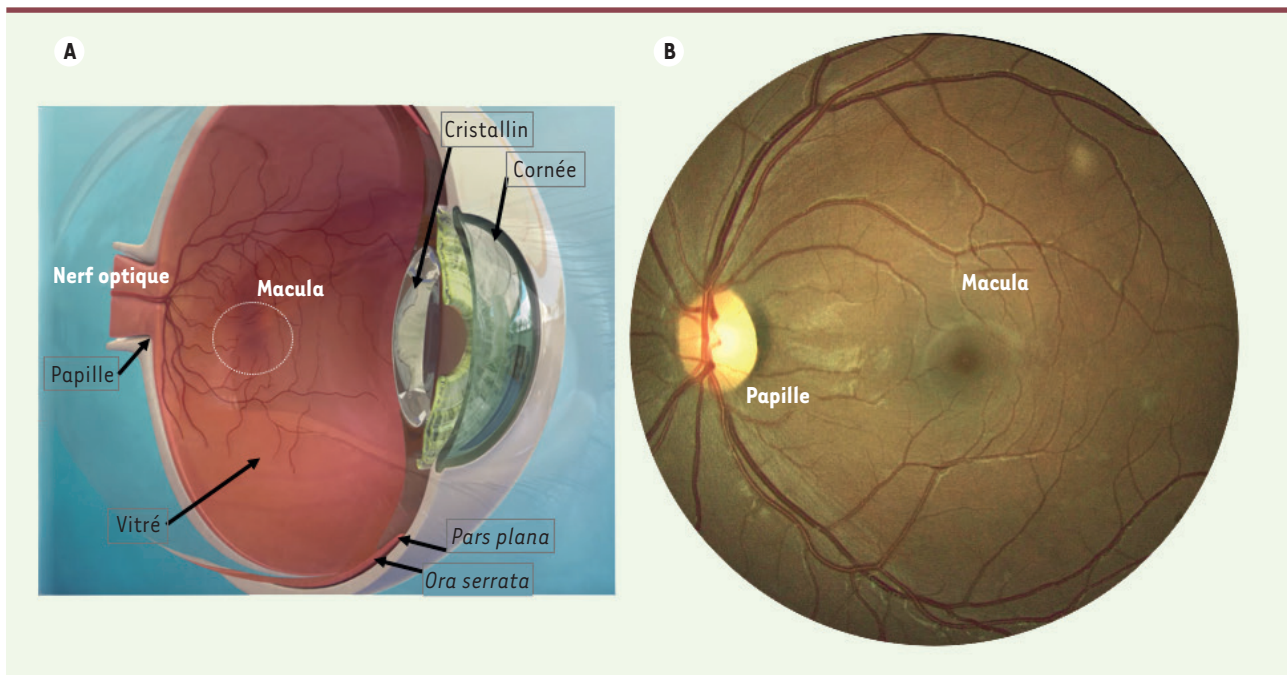 A
B
Cristallin
Cornée
Nerf optique
Macula
Papille
Vitré
Pars plana
Ora serrata
Macula
Papille